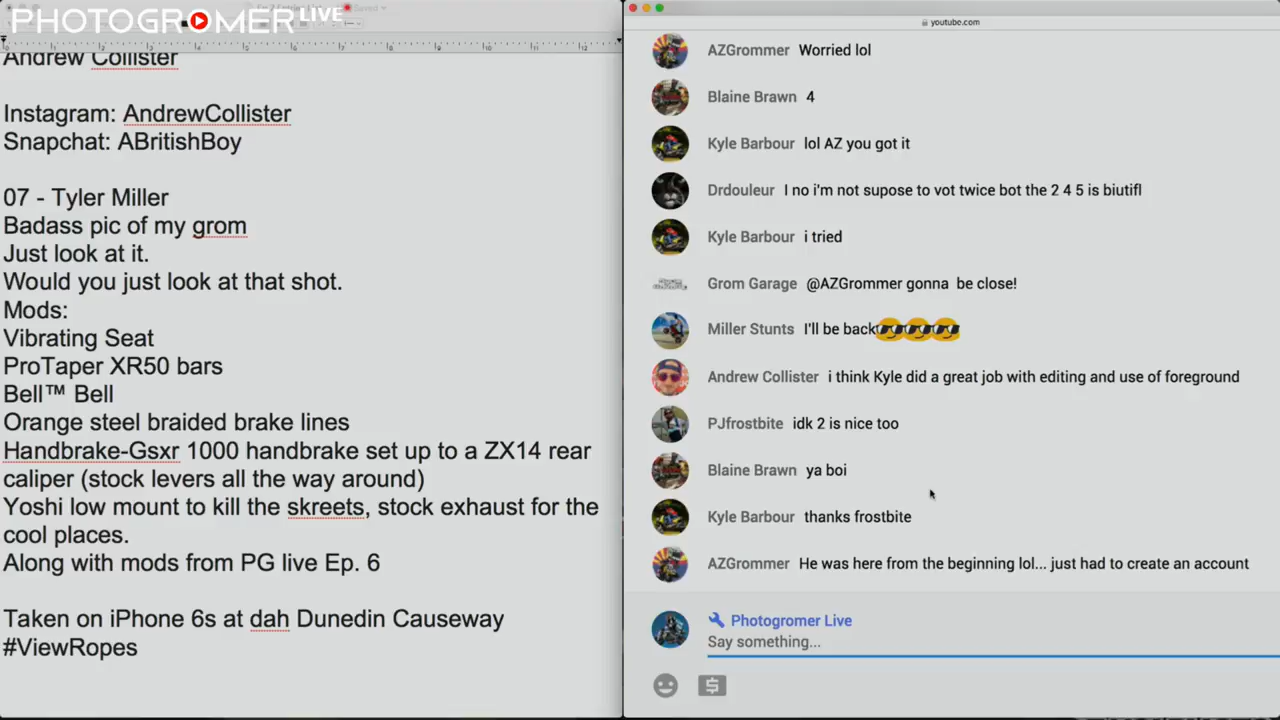 PHOTOGROMER LIVE
Andrew Collister
Instagram: AndrewCollister
Snapchat: ABritishBoy
07 - Tyler Miller
Badass pic of my grom
Just look at it.
Would you just look at that shot.
Mods:
Vibrating Seat
ProTaper XR50 bars
Bell™ Bell
Orange steel braided brake lines
Handbrake-Gsxr 1000 handbrake set up to a ZX14 rear
caliper (stock levers all the way around)
Yoshi low mount to kill the skreets, stock exhaust for the
cool places.
Along with mods from PG live Ep. 6
Taken on iPhone 6s at dah Dunedin Causeway
#ViewRopes
youtube.com
AZGrommer Worried lol
Blaine Brawn 4
Kyle Barbour lol AZ you got it
Drdouleur I no i'm not supose to vot twice bot the 2 4 5 is biutifl
Kyle Barbour i tried
Grom Garage @AZGrommer gonna be close!
Miller Stunts I'll be back😎😎😎
Andrew Collister i think Kyle did a great job with editing and use of foreground
PJfrostbite idk 2 is nice too
Blaine Brawn ya boi
Kyle Barbour thanks frostbite
AZGrommer He was here from the beginning lol... just had to create an account
Photogromer Live
Say something...